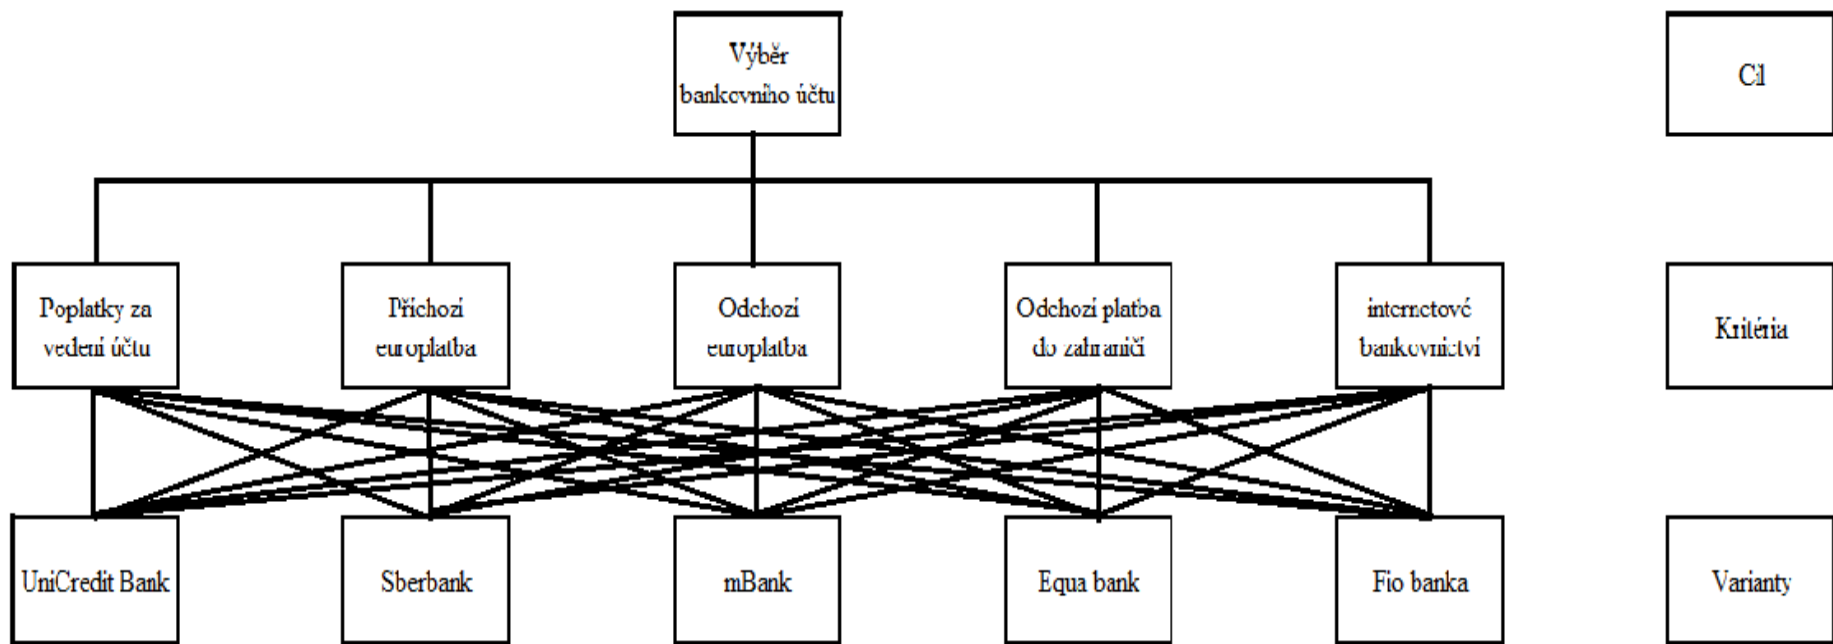 Výběr
bankovního účtu
Cíl
Poplatky za
vedení účtu
Příchozí
europlatba
Odchozí
europlatba
Odchozí platba
do zahraničí
internetové
bankovnictví
Kritéria
UniCredit Bank
Sberbank
mBank
Equa bank
Fio banka
Varianty